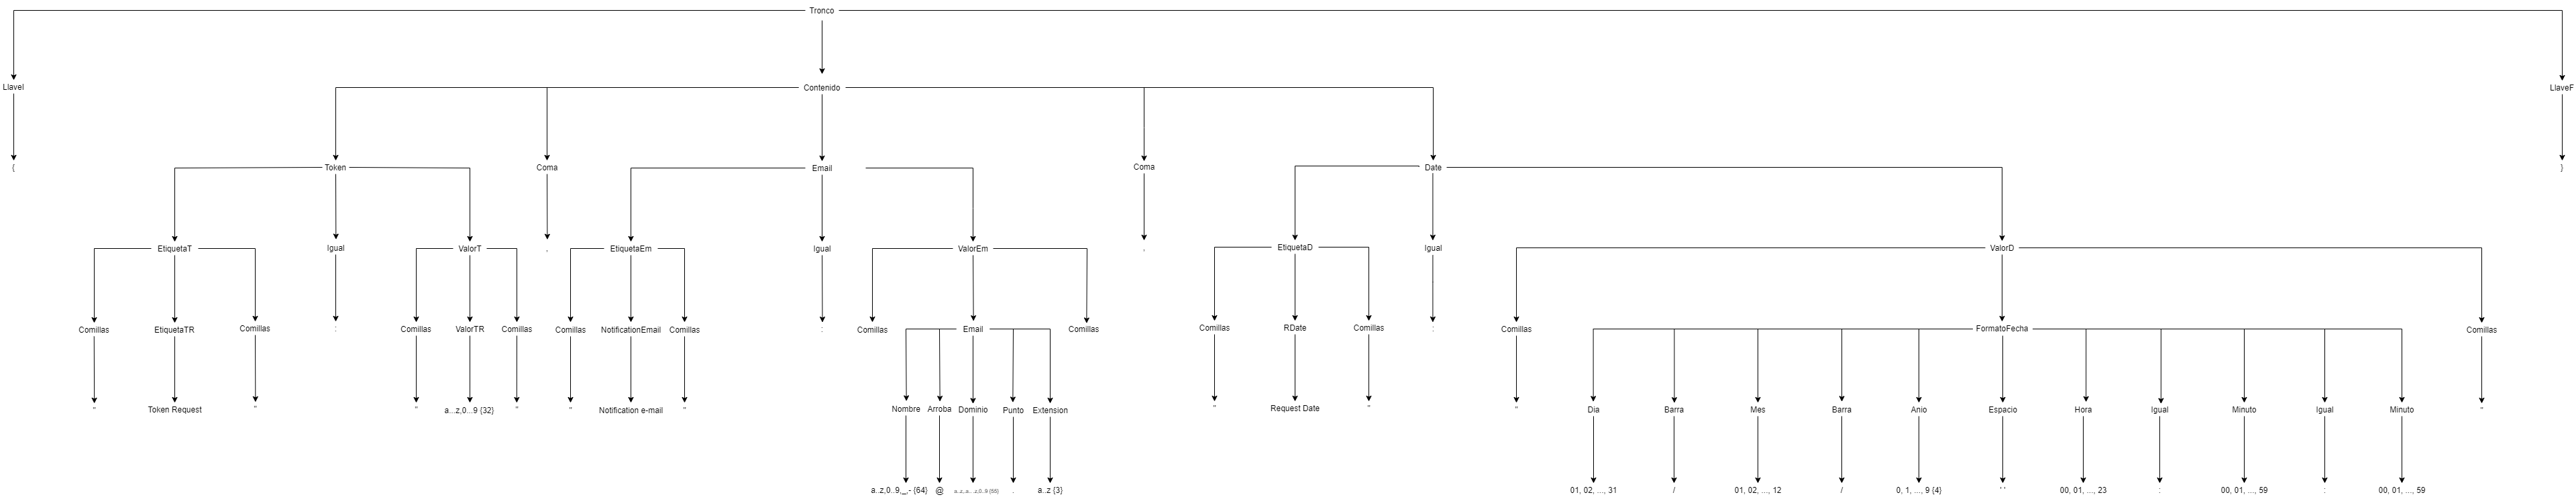 Tronco
LlaveI Contenido LlaveF
{ Token Coma Email Coma Date }
EtiquetaT Igual ValorT , EtiquetaEm Igual ValorEm , EtiquetaD Igual ValorD
Comillas EtiquetaTR Comillas : Comillas ValorTR Comillas Comillas NotificationEmail Comillas : Comillas Email Comillas Comillas RDate Comillas : Comillas FormatoFecha Comillas
" Token Request " " a...z,0...9 {32} " " Notification e-mail " Nombre Arroba Dominio Punto Extension " Request Date " " Dia Barra Mes Barra Anio Espacio Hora Igual Minuto Igual Minuto "
@ . a..z {3} 01, 02, ..., 31 / 01, 02, ..., 12 / 0, 1, ..., 9 {4} ' ' 00, 01, ..., 23 : 00, 01, ..., 59 : 00, 01, ..., 59